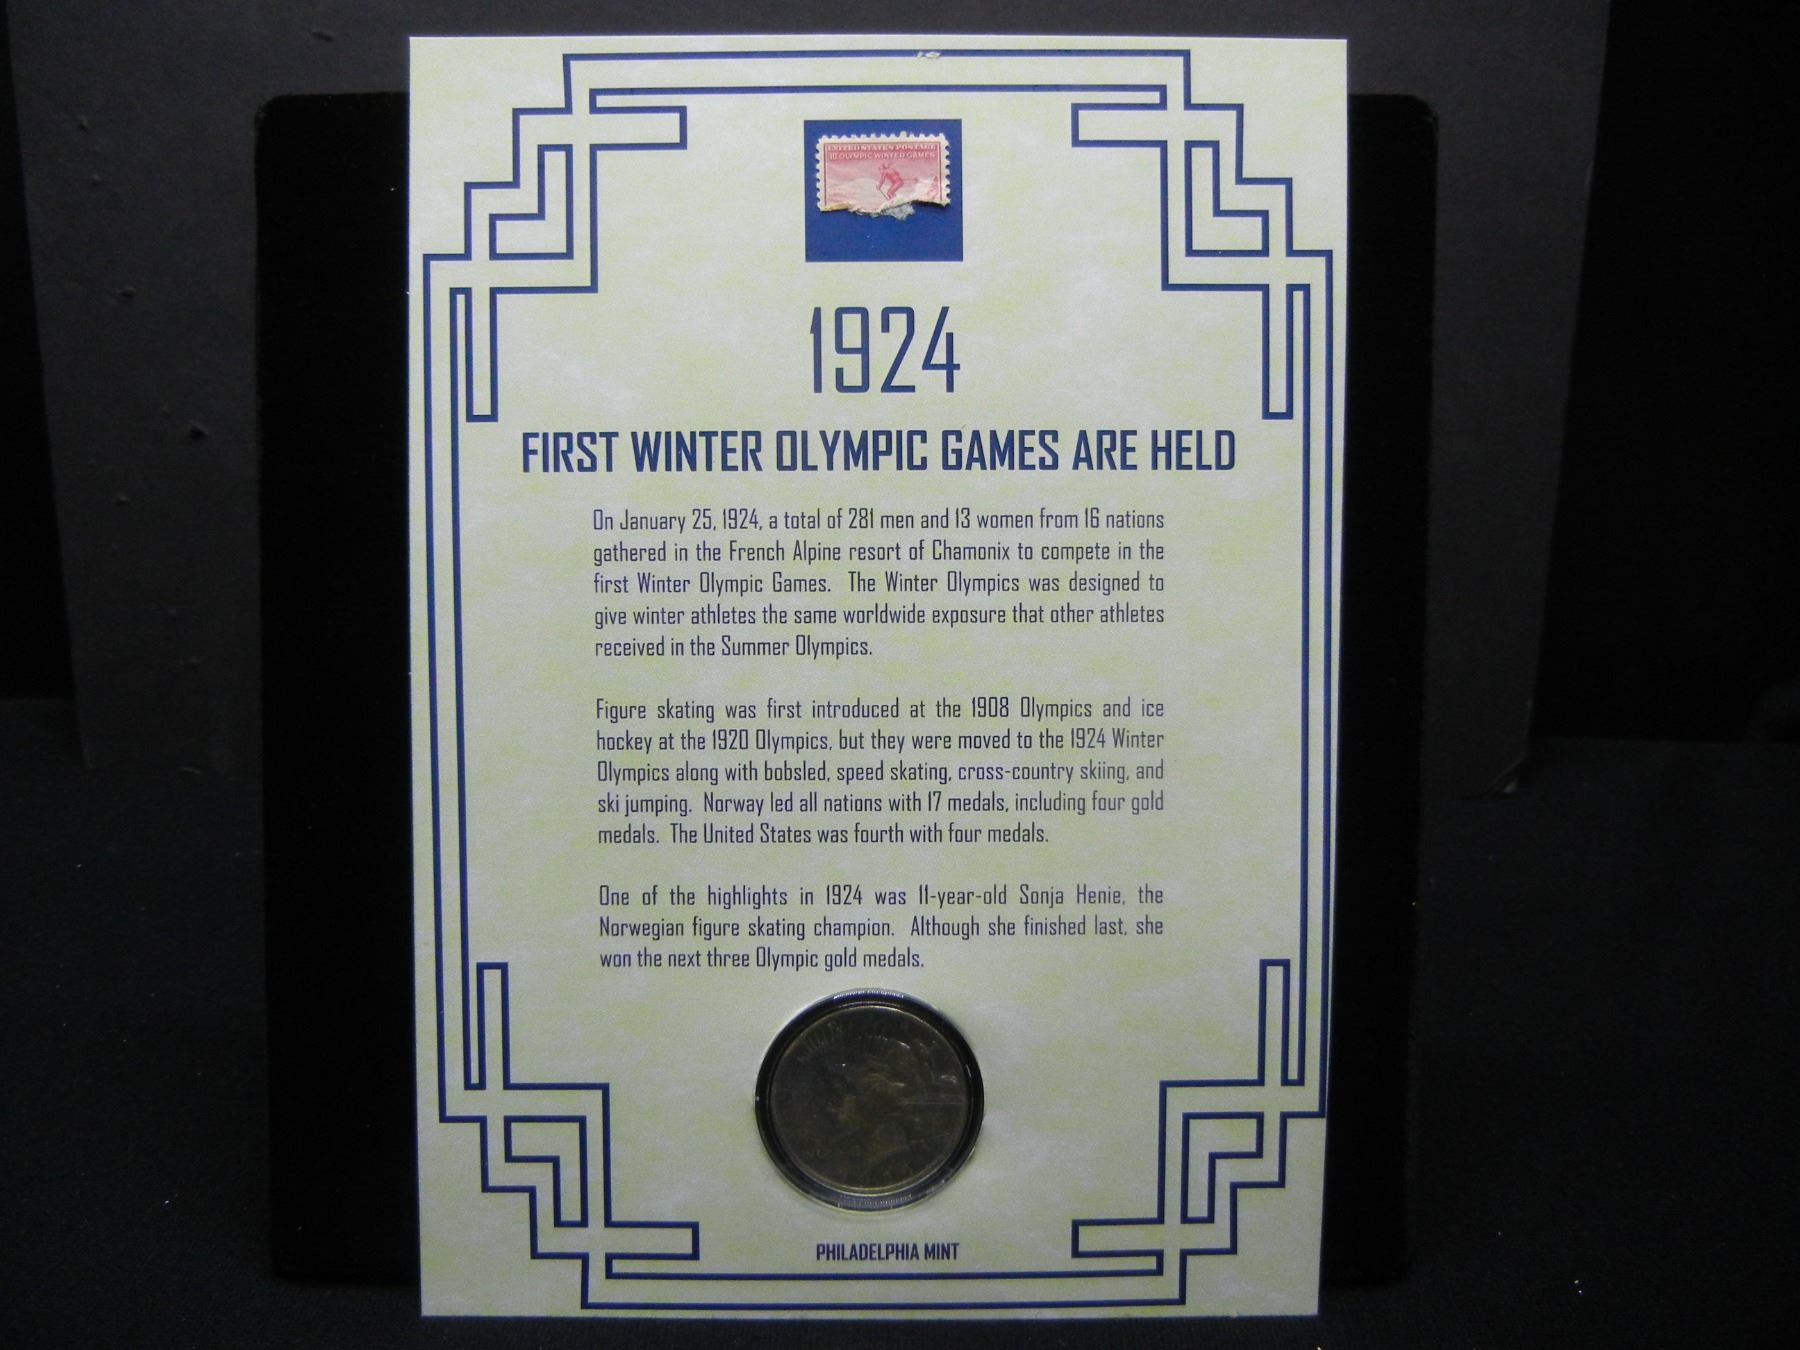 UNITED STATES POSTAGE
III OLYMPIC WINTER GAMES
1924
FIRST WINTER OLYMPIC GAMES ARE HELD
On January 25, 1924, a total of 281 men and 13 women from 16 nations
gathered in the French Alpine resort of Chamonix to compete in the
first Winter Olympic Games. The Winter Olympics was designed to
give winter athletes the same worldwide exposure that other athletes
received in the Summer Olympics.
Figure skating was first introduced at the 1908 Olympics and ice
hockey at the 1920 Olympics, but they were moved to the 1924 Winter
Olympics along with bobsled, speed skating, cross-country skiing, and
ski jumping. Norway led all nations with 17 medals, including four gold
medals. The United States was fourth with four medals.
One of the highlights in 1924 was 11-year-old Sonja Henie, the
Norwegian figure skating champion. Although she finished last, she
won the next three Olympic gold medals.
PHILADELPHIA MINT